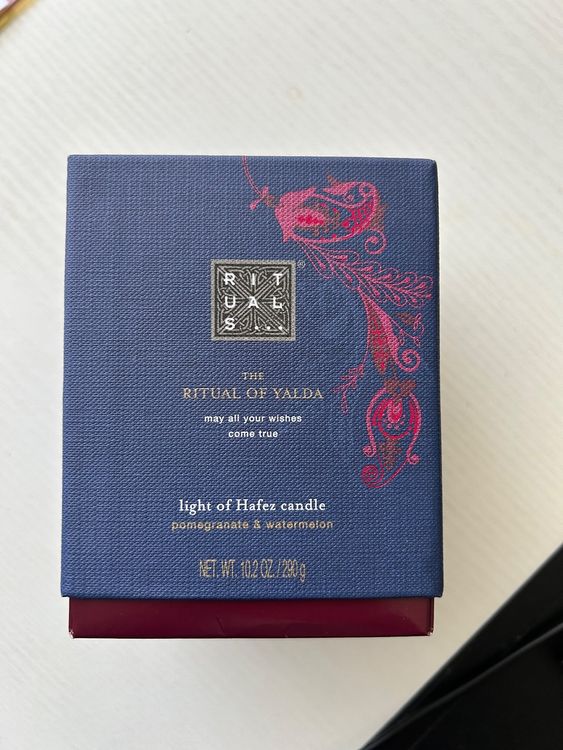 RIT
UAL
S...
®
THE
RITUAL OF YALDA
may all your wishes
come true
light of Hafez candle
pomegranate & watermelon
NET. WT. 10.2 OZ. / 290 g